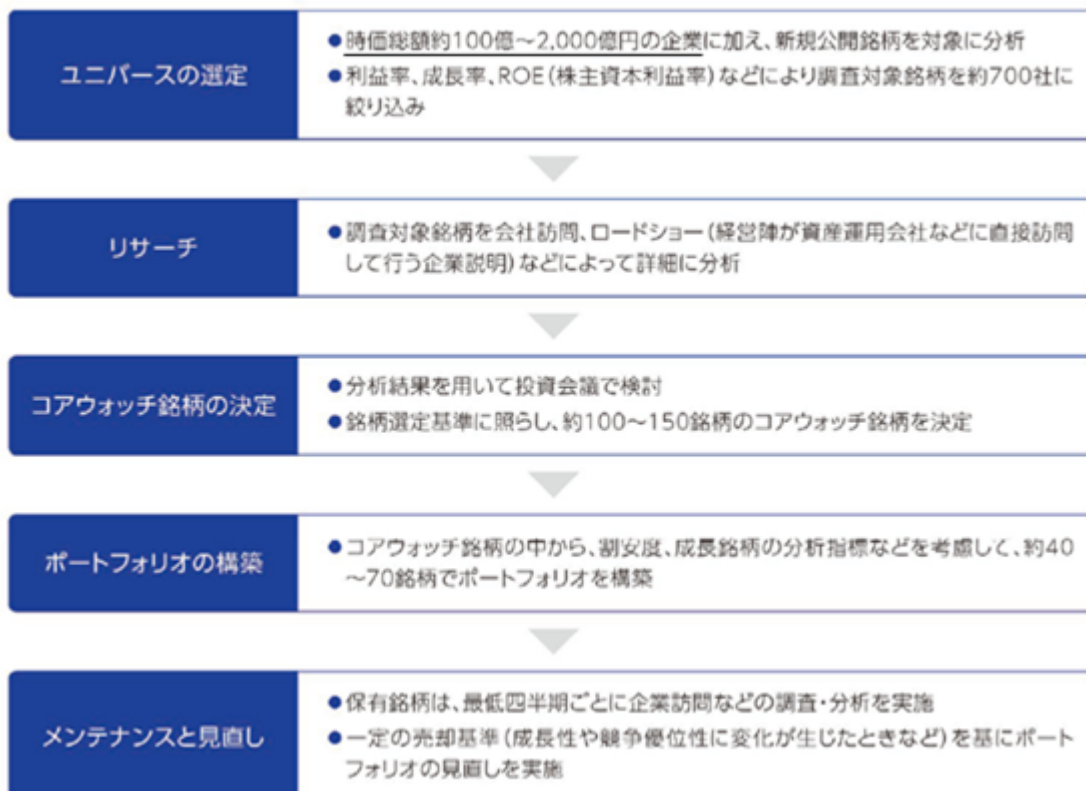 ユニバースの選定
●時価総額約100億～2,000億円の企業に加え、新規公開銘柄を対象に分析
●利益率、成長率、ROE(株主資本利益率)などにより調査対象銘柄を約700社に
絞り込み
リサーチ
●調査対象銘柄を会社訪問、ロードショー(経営陣が資産運用会社などに直接訪問
して行う企業説明)などによって詳細に分析
コアウォッチ銘柄の決定
●分析結果を用いて投資会議で検討
●銘柄選定基準に照らし、約100～150銘柄のコアウォッチ銘柄を決定
ポートフォリオの構築
●コアウォッチ銘柄の中から、割安度、成長銘柄の分析指標などを考慮して、約40
～70銘柄でポートフォリオを構築
メンテナンスと見直し
●保有銘柄は、最低四半期ごとに企業訪問などの調査・分析を実施
●一定の売却基準(成長性や競争優位性に変化が生じたときなど)を基にポート
フォリオの見直しを実施